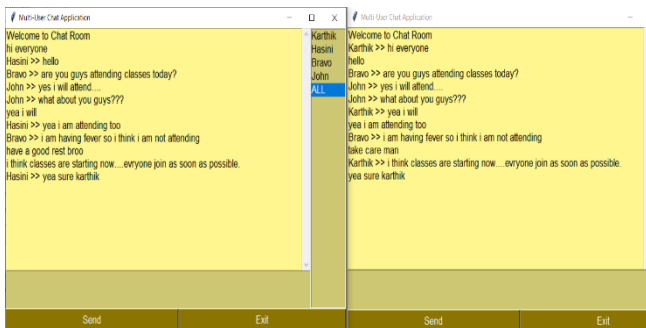 Multi-User Chat Application
Welcome to Chat Room
hi everyone
Hasini >> hello
Bravo >> are you guys attending classes today?
John >> yes i will attend....
John >> what about you guys???
yea i will
Hasini >> yea i am attending too
Bravo >> i am having fever so i think i am not attending
have a good rest broo
i think classes are starting now....evryone join as soon as possible.
Hasini >> yea sure karthik
Karthik
Hasini
Bravo
John
ALL
Send Exit
Multi-User Chat Application
Welcome to Chat Room
Karthik >> hi everyone
hello
Bravo >> are you guys attending classes today?
John >> yes i will attend....
John >> what about you guys???
Karthik >> yea i will
yea i am attending too
Bravo >> i am having fever so i think i am not attending
take care man
Karthik >> i think classes are starting now....evryone join as soon as possible.
yea sure karthik
Send Exit